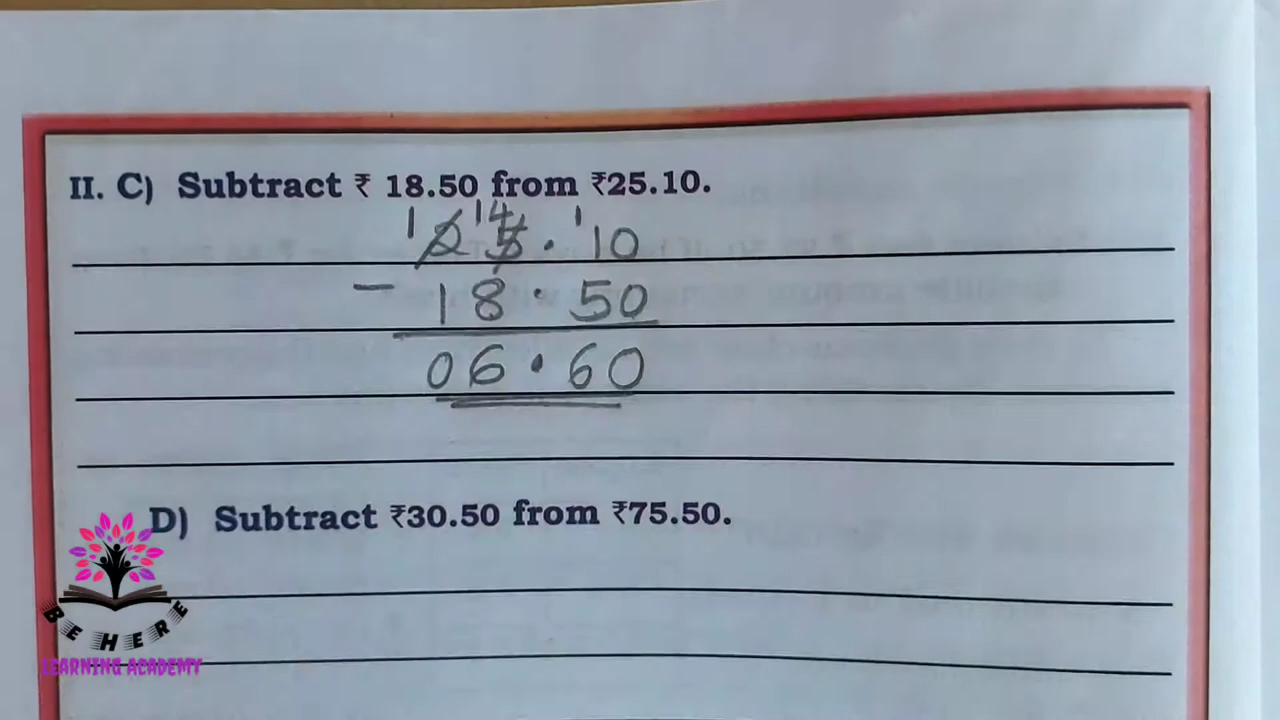 II. C) Subtract ₹ 18.50 from ₹25.10.
1 2 14 5 . 1 10
- 18.50
06.60
D) Subtract ₹30.50 from ₹75.50.
BE HERE
LEARNING ACADEMY